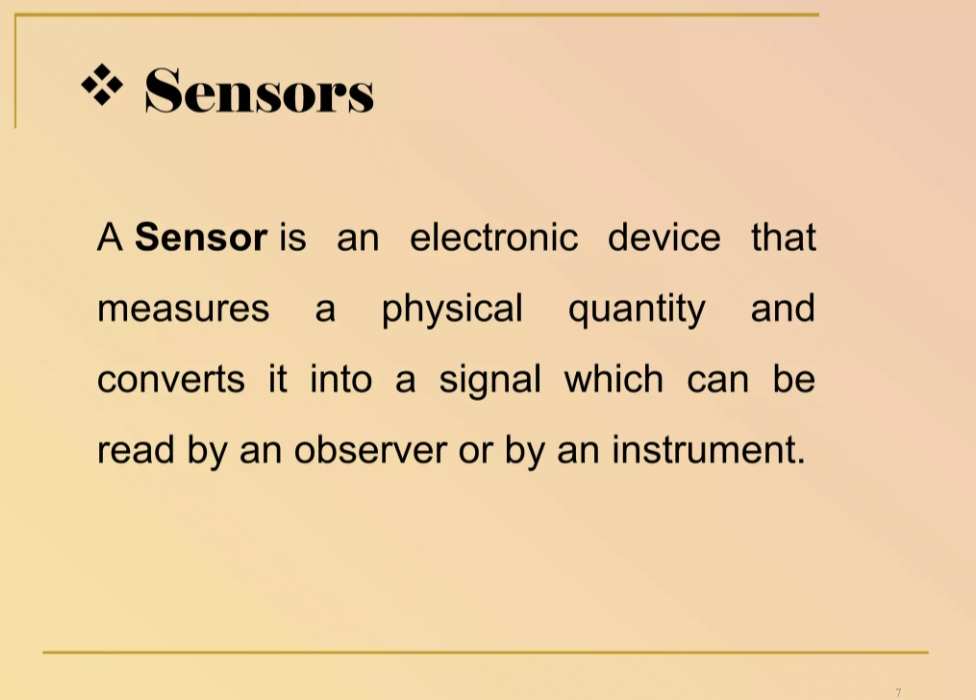 ❖ Sensors
A Sensor is an electronic device that
measures a physical quantity and
converts it into a signal which can be
read by an observer or by an instrument.
7